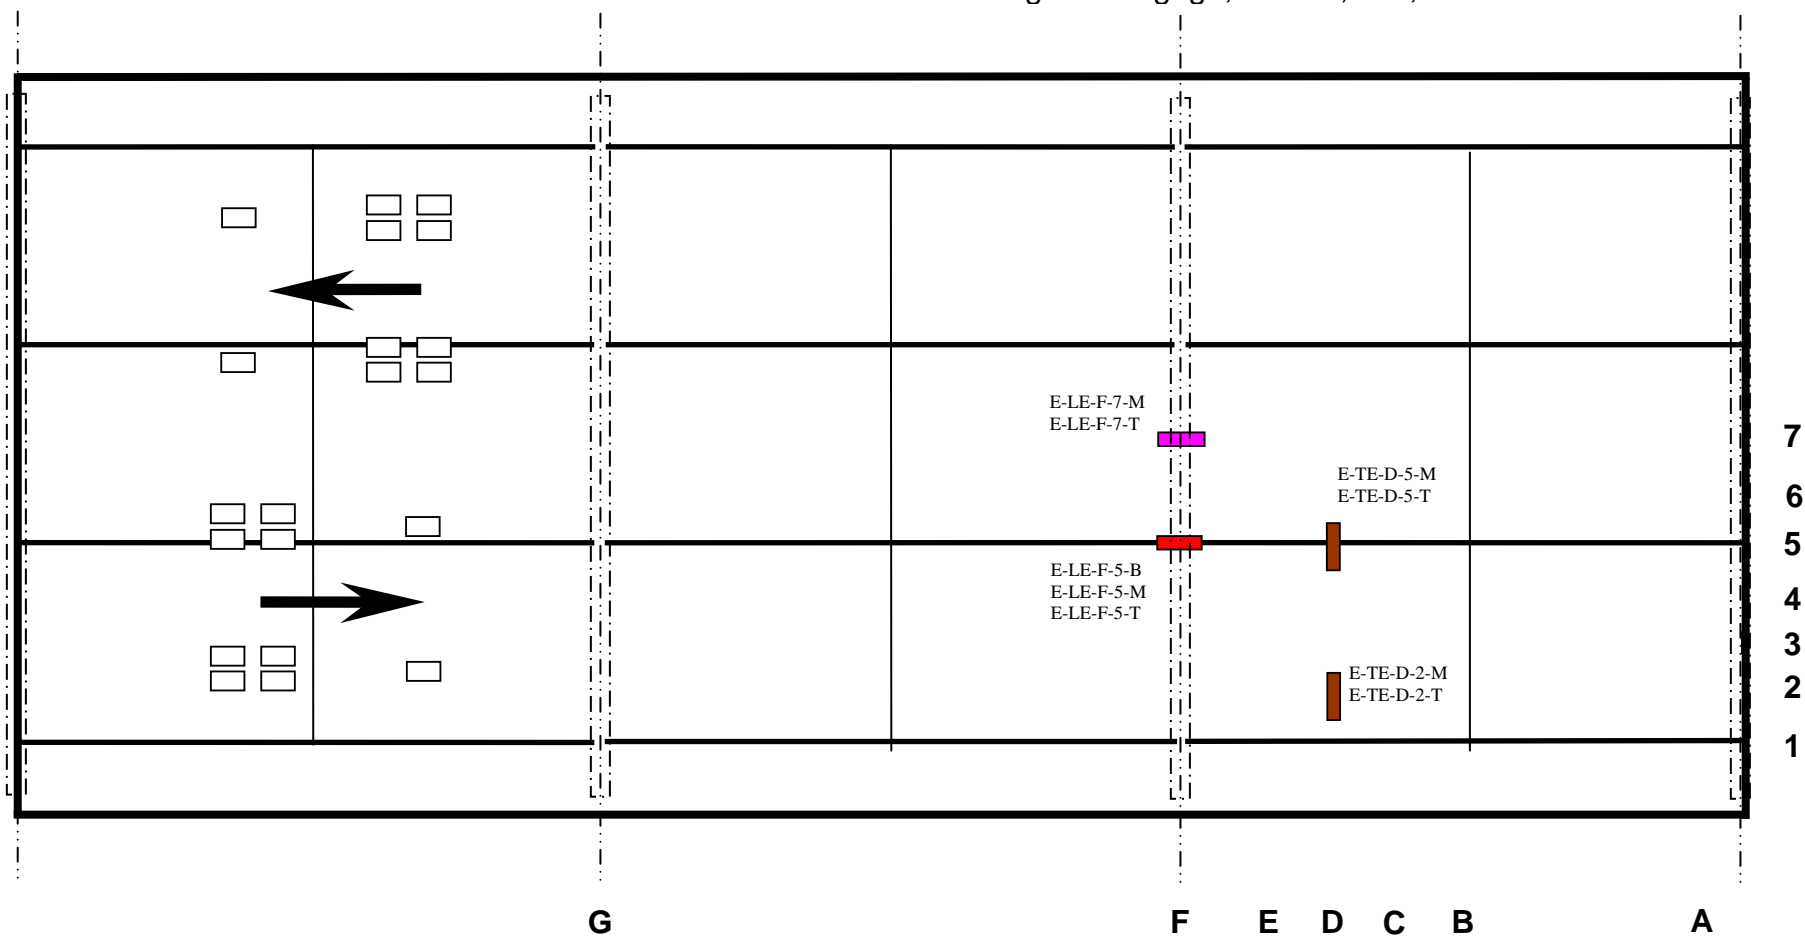 E-LE-F-7-M
E-LE-F-7-T
7
E-TE-D-5-M
E-TE-D-5-T
6
5
E-LE-F-5-B
E-LE-F-5-M
E-LE-F-5-T
4
3
E-TE-D-2-M
E-TE-D-2-T
2
1
G F E D C B A